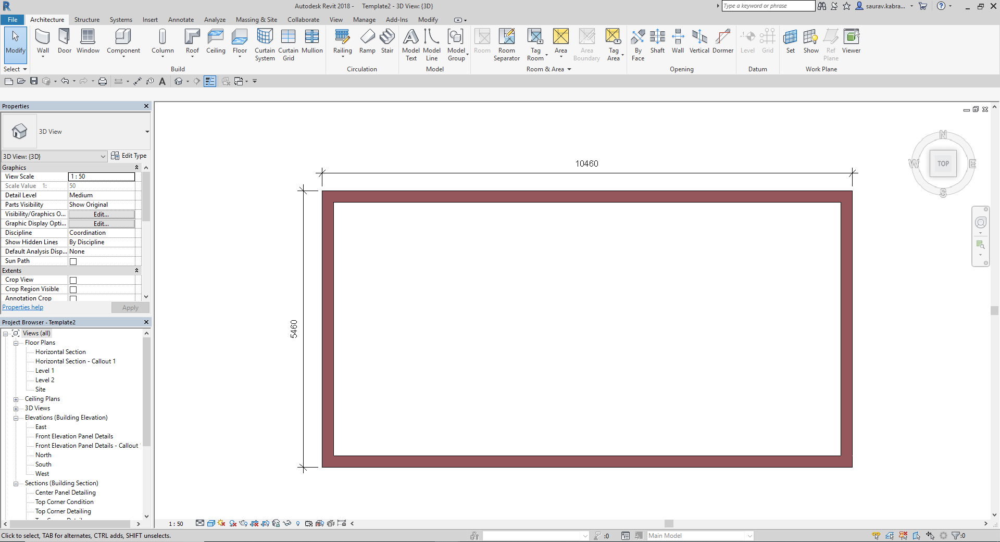 Autodesk Revit 2018 - Template2 - 3D View: {3D}
Type a keyword or phrase
saurav.kabra...
File Architecture Structure Systems Insert Annotate Analyze Massing & Site Collaborate View Manage Add-Ins Modify
Modify Wall Door Window Component Column Roof Ceiling Floor Curtain System Curtain Grid Mullion Railing Ramp Stair Model Text Model Line Model Group Room Room Separator Tag Room Area Area Boundary Tag Area By Face Shaft Wall Vertical Dormer Level Grid Set Show Ref Plane Viewer
Select Build Circulation Model Room & Area Opening Datum Work Plane
Properties
3D View
3D View: {3D} Edit Type
Graphics
View Scale 1 : 50
Scale Value 1: 50
Detail Level Medium
Parts Visibility Show Original
Visibility/Graphics O... Edit...
Graphic Display Opti... Edit...
Discipline Coordination
Show Hidden Lines By Discipline
Default Analysis Disp... None
Sun Path
Extents
Crop View
Crop Region Visible
Annotation Crop
Properties help Apply
Project Browser - Template2
Views (all)
Floor Plans
Horizontal Section
Horizontal Section - Callout 1
Level 1
Level 2
Site
Ceiling Plans
3D Views
Elevations (Building Elevation)
East
Front Elevation Panel Details
Front Elevation Panel Details - Callout
North
South
West
Sections (Building Section)
Center Panel Detailing
Top Corner Condition
Top Corner Detailing
10460
5460
N
W TOP E
S
1 : 50
Click to select, TAB for alternates, CTRL adds, SHIFT unselects.
:0
Main Model
:0